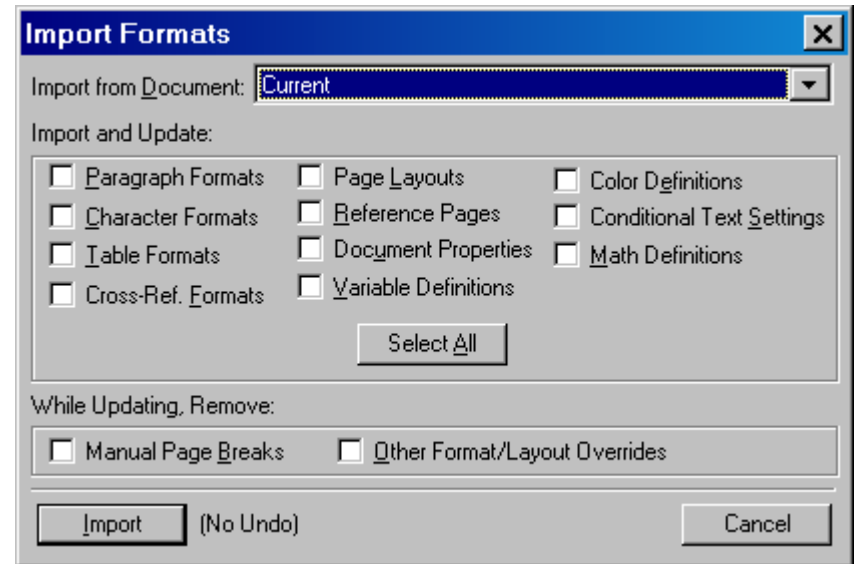 Import Formats
Import from Document: Current
Import and Update:
Paragraph Formats Page Layouts Color Definitions
Character Formats Reference Pages Conditional Text Settings
Table Formats Document Properties Math Definitions
Cross-Ref. Formats Variable Definitions
Select All
While Updating, Remove:
Manual Page Breaks Other Format/Layout Overrides
Import (No Undo) Cancel